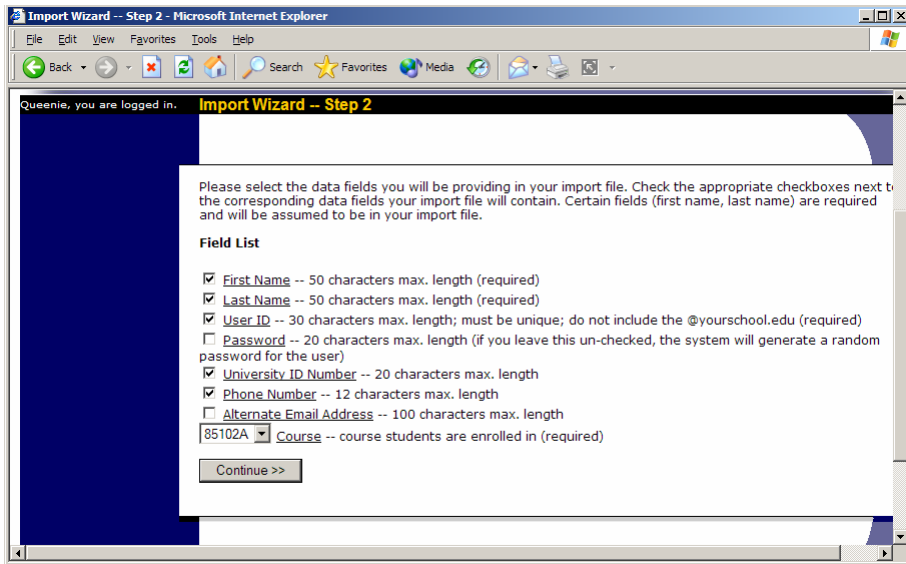 Import Wizard -- Step 2 - Microsoft Internet Explorer
File Edit View Favorites Tools Help
Back Search Favorites Media
Queenie, you are logged in. Import Wizard -- Step 2
Please select the data fields you will be providing in your import file. Check the appropriate checkboxes next to
the corresponding data fields your import file will contain. Certain fields (first name, last name) are required
and will be assumed to be in your import file.
Field List
First Name -- 50 characters max. length (required)
Last Name -- 50 characters max. length (required)
User ID -- 30 characters max. length; must be unique; do not include the @yourschool.edu (required)
Password -- 20 characters max. length (if you leave this un-checked, the system will generate a random
password for the user)
University ID Number -- 20 characters max. length
Phone Number -- 12 characters max. length
Alternate Email Address -- 100 characters max. length
85102A Course -- course students are enrolled in (required)
Continue >>